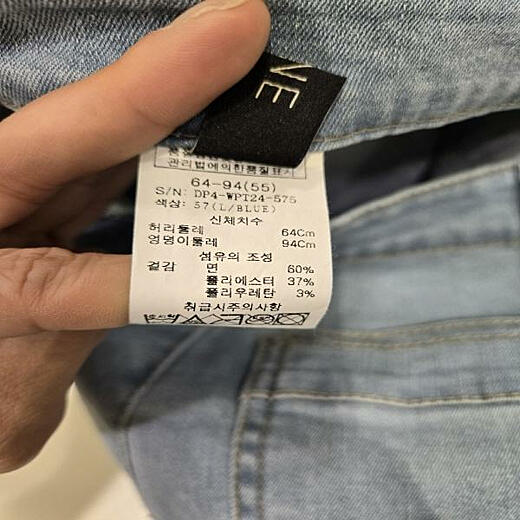 VE
관리법에의한품질표시
64-94(55)
S/N: DP4-WPT24-575
색상: 57(L/BLUE)
신체치수
허리둘레 64Cm
엉덩이둘레 94Cm
섬유의 조성
겉감 면 60%
폴리에스터 37%
폴리우레탄 3%
취급시주의사항